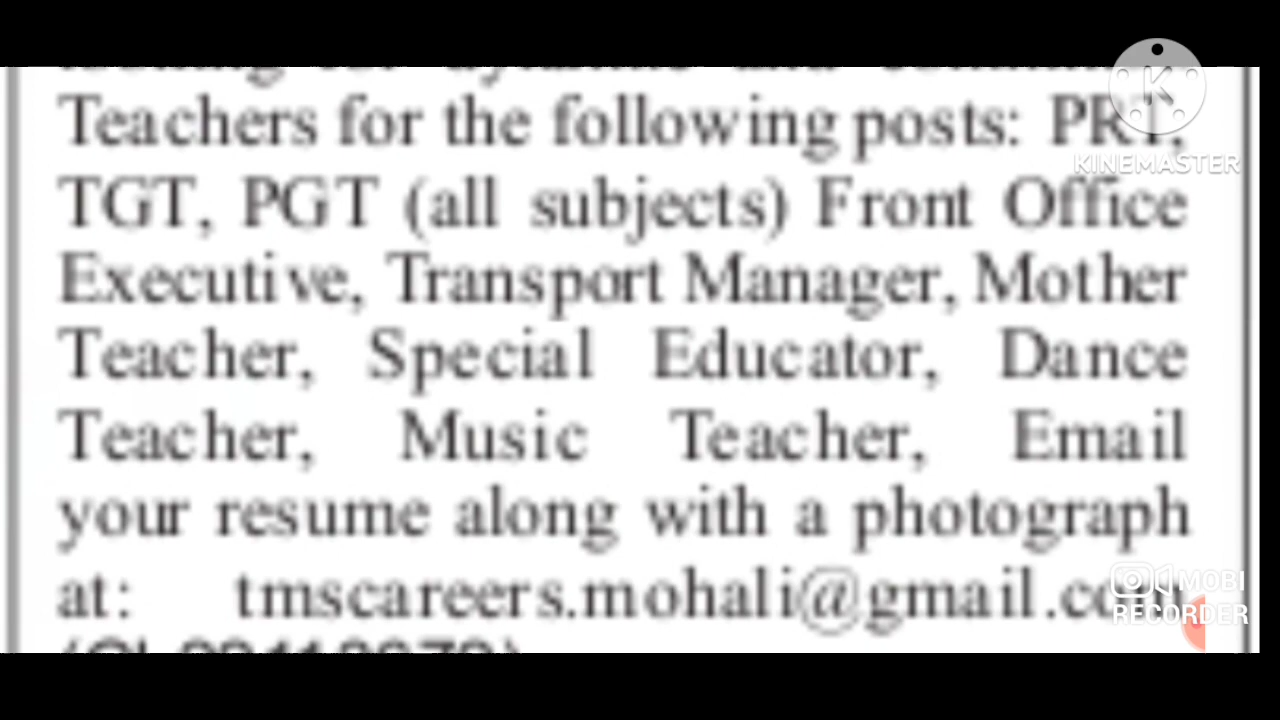 Teachers for the following posts: PRT,
TGT, PGT (all subjects) Front Office
Executive, Transport Manager, Mother
Teacher, Special Educator, Dance
Teacher, Music Teacher, Email
your resume along with a photograph
at: tmscareers.mohali@gmail.co
KINEMASTER
MOBI
RECORDER